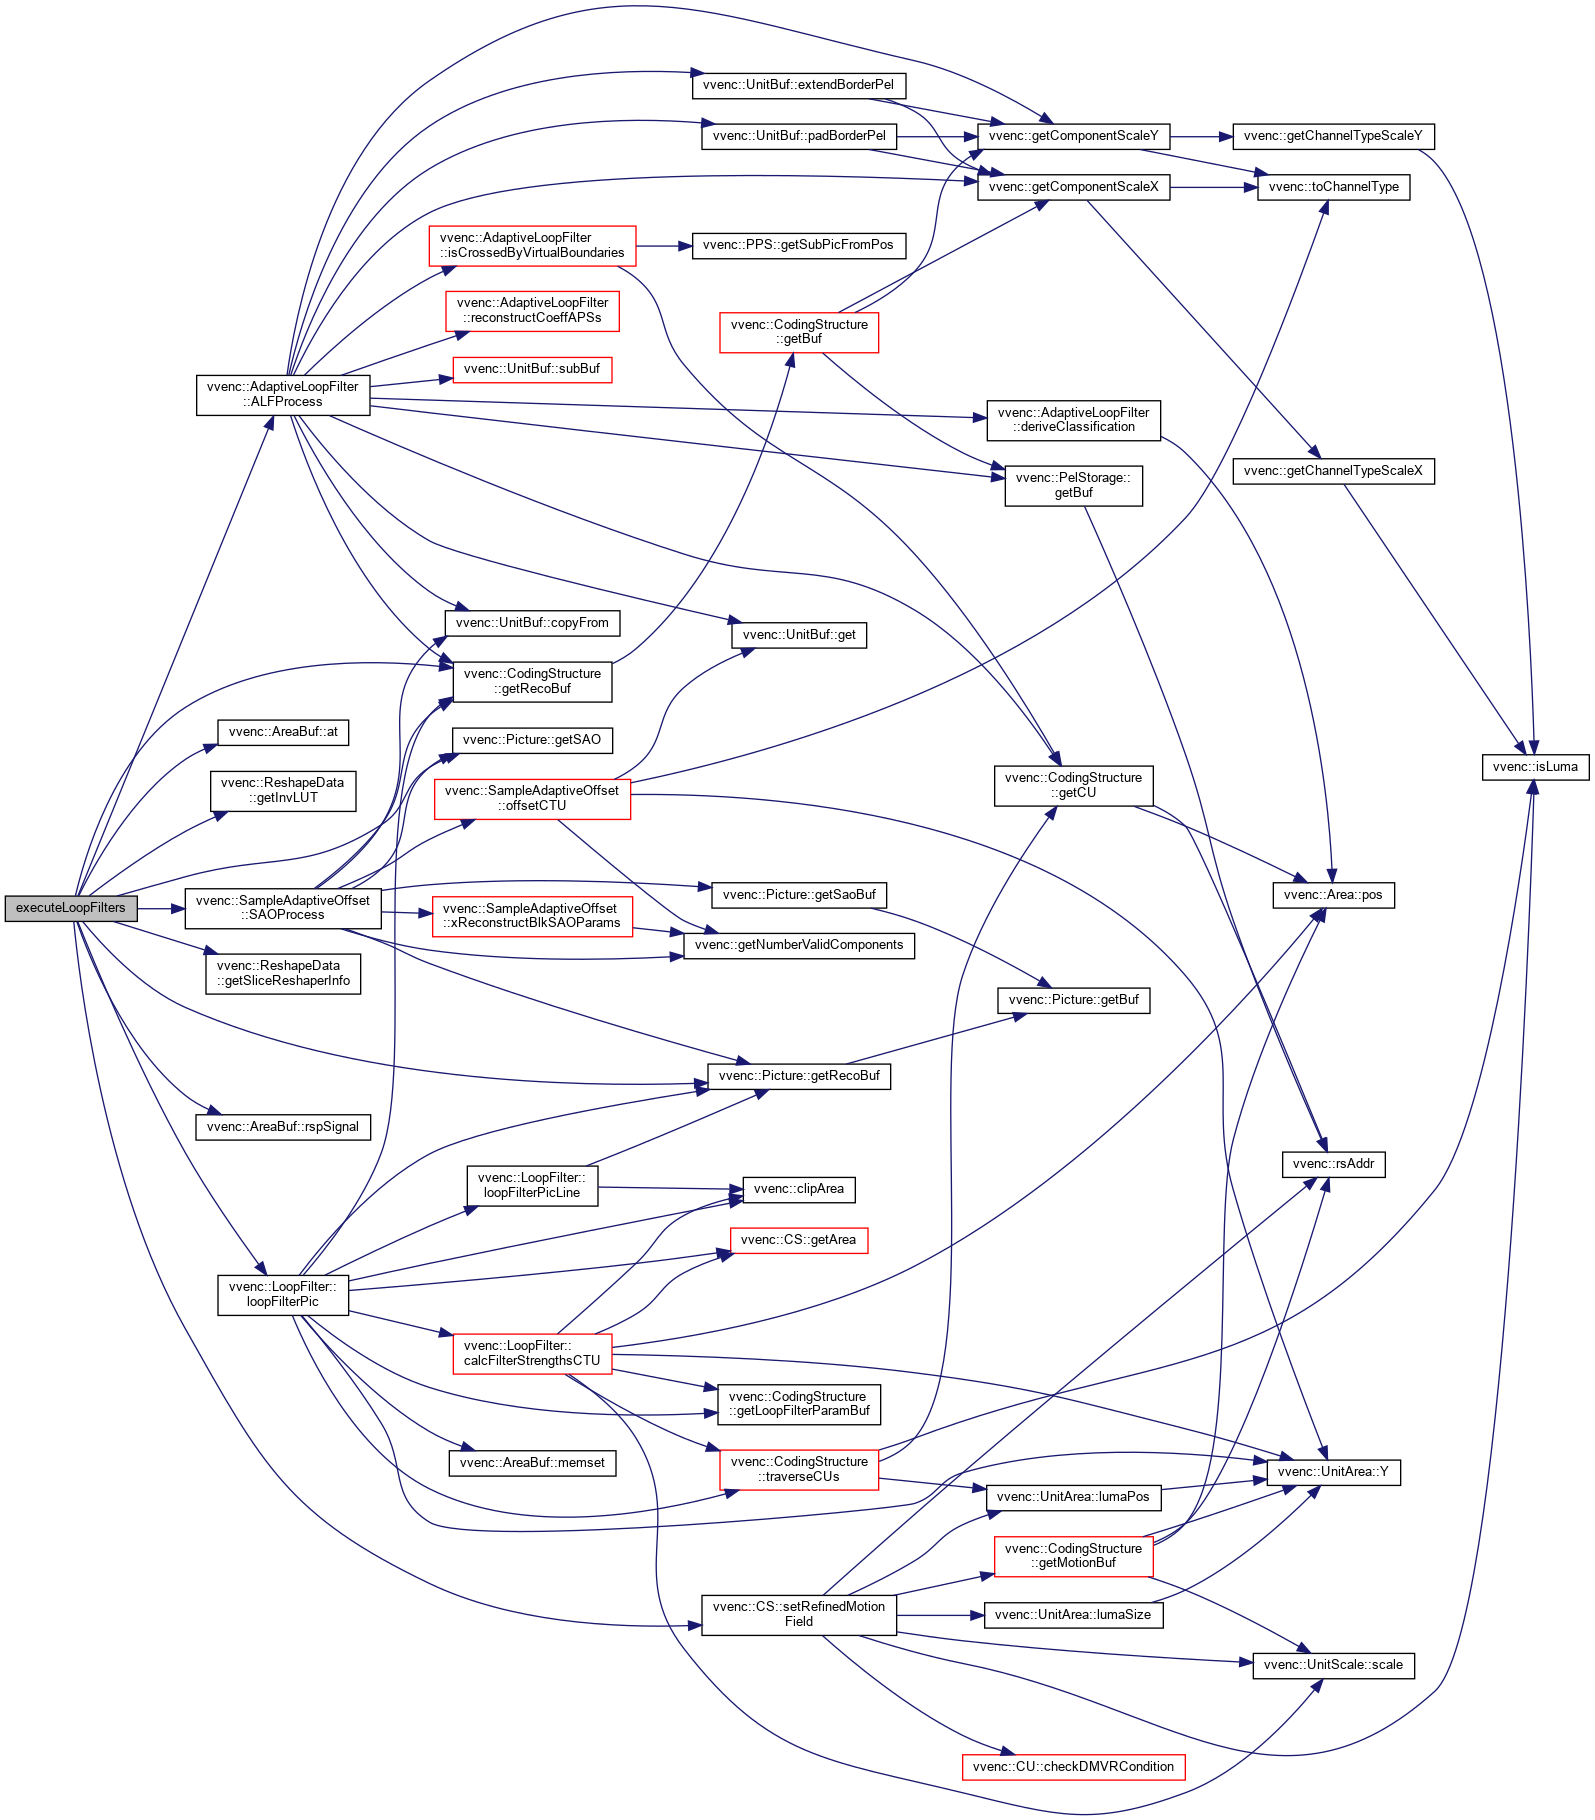 executeLoopFilters
vvenc::AdaptiveLoopFilter
::ALFProcess
vvenc::AreaBuf::at
vvenc::ReshapeData
::getInvLUT
vvenc::SampleAdaptiveOffset
::SAOProcess
vvenc::ReshapeData
::getSliceReshaperInfo
vvenc::AreaBuf::rspSignal
vvenc::LoopFilter::
loopFilterPic
vvenc::AdaptiveLoopFilter
::isCrossedByVirtualBoundaries
vvenc::AdaptiveLoopFilter
::reconstructCoeffAPSs
vvenc::UnitBuf::subBuf
vvenc::UnitBuf::copyFrom
vvenc::CodingStructure
::getRecoBuf
vvenc::Picture::getSAO
vvenc::SampleAdaptiveOffset
::offsetCTU
vvenc::SampleAdaptiveOffset
::xReconstructBlkSAOParams
vvenc::LoopFilter::
loopFilterPicLine
vvenc::LoopFilter::
calcFilterStrengthsCTU
vvenc::AreaBuf::memset
vvenc::UnitBuf::extendBorderPel
vvenc::UnitBuf::padBorderPel
vvenc::PPS::getSubPicFromPos
vvenc::CodingStructure
::getBuf
vvenc::UnitBuf::get
vvenc::Picture::getSaoBuf
vvenc::getNumberValidComponents
vvenc::Picture::getRecoBuf
vvenc::clipArea
vvenc::CS::getArea
vvenc::CodingStructure
::getLoopFilterParamBuf
vvenc::CodingStructure
::traverseCUs
vvenc::CS::setRefinedMotion
Field
vvenc::getComponentScaleY
vvenc::getComponentScaleX
vvenc::AdaptiveLoopFilter
::deriveClassification
vvenc::PelStorage::
getBuf
vvenc::CodingStructure
::getCU
vvenc::Picture::getBuf
vvenc::UnitArea::lumaPos
vvenc::CodingStructure
::getMotionBuf
vvenc::UnitArea::lumaSize
vvenc::CU::checkDMVRCondition
vvenc::getChannelTypeScaleY
vvenc::toChannelType
vvenc::getChannelTypeScaleX
vvenc::Area::pos
vvenc::rsAddr
vvenc::UnitArea::Y
vvenc::UnitScale::scale
vvenc::isLuma